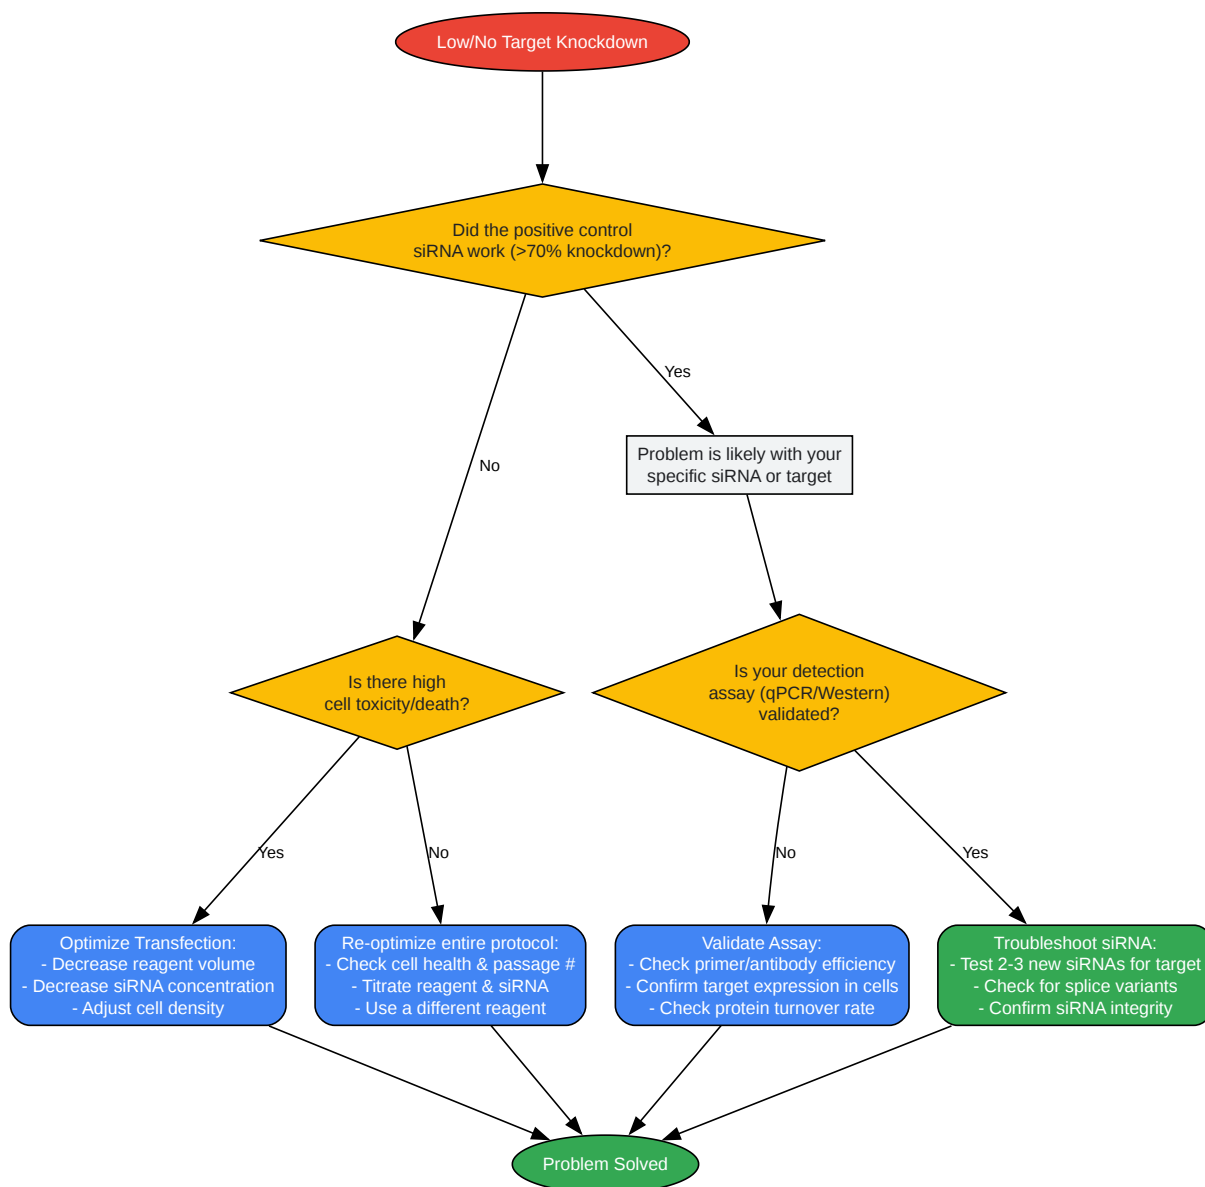 Low/No Target Knockdown
Did the positive control
siRNA work (>70% knockdown)?
Yes
No
Problem is likely with your
specific siRNA or target
Is there high
cell toxicity/death?
Is your detection
assay (qPCR/Western)
validated?
Yes
No
No
Yes
Optimize Transfection:
- Decrease reagent volume
- Decrease siRNA concentration
- Adjust cell density
Re-optimize entire protocol:
- Check cell health & passage #
- Titrate reagent & siRNA
- Use a different reagent
Validate Assay:
- Check primer/antibody efficiency
- Confirm target expression in cells
- Check protein turnover rate
Troubleshoot siRNA:
- Test 2-3 new siRNAs for target
- Check for splice variants
- Confirm siRNA integrity
Problem Solved